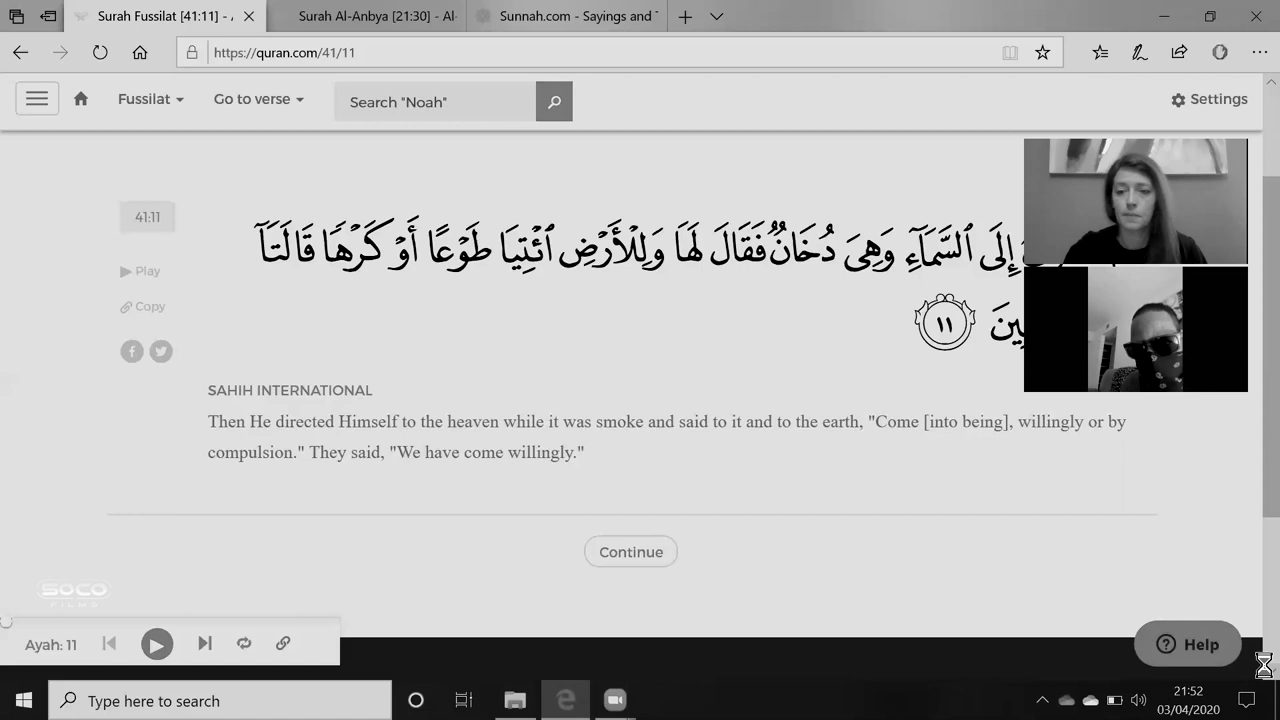 Surah Fussilat [41:11] - A
Surah Al-Anbya [21:30] - Al-
Sunnah.com - Sayings and T
https://quran.com/41/11
Fussilat
Go to verse
Search "Noah"
Settings
41:11
إِلَى ٱلسَّمَآءِ وَهِىَ دُخَانٌ فَقَالَ لَهَا وَلِلْأَرْضِ ٱئْتِيَا طَوْعًا أَوْ كَرْهًا قَالَتَآ
Play
Copy
١١
SAHIH INTERNATIONAL
Then He directed Himself to the heaven while it was smoke and said to it and to the earth, "Come [into being], willingly or by
compulsion." They said, "We have come willingly."
Continue
SOCO
FILMS
Ayah: 11
Help
Type here to search
21:52
03/04/2020